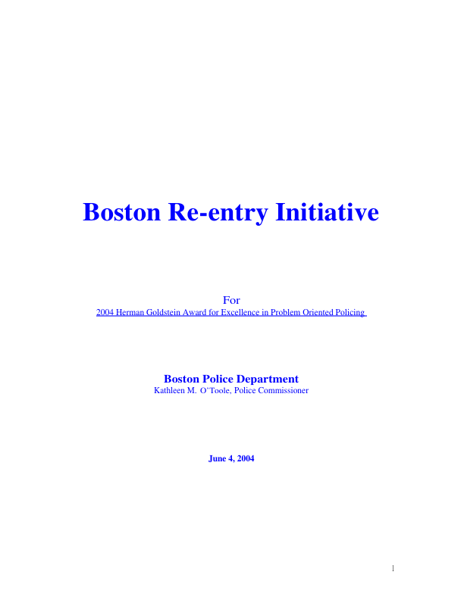 Boston Re-entry Initiative
For
2004 Herman Goldstein Award for Excellence in Problem Oriented Policing
Boston Police Department
Kathleen M. O'Toole, Police Commissioner
June 4, 2004
1